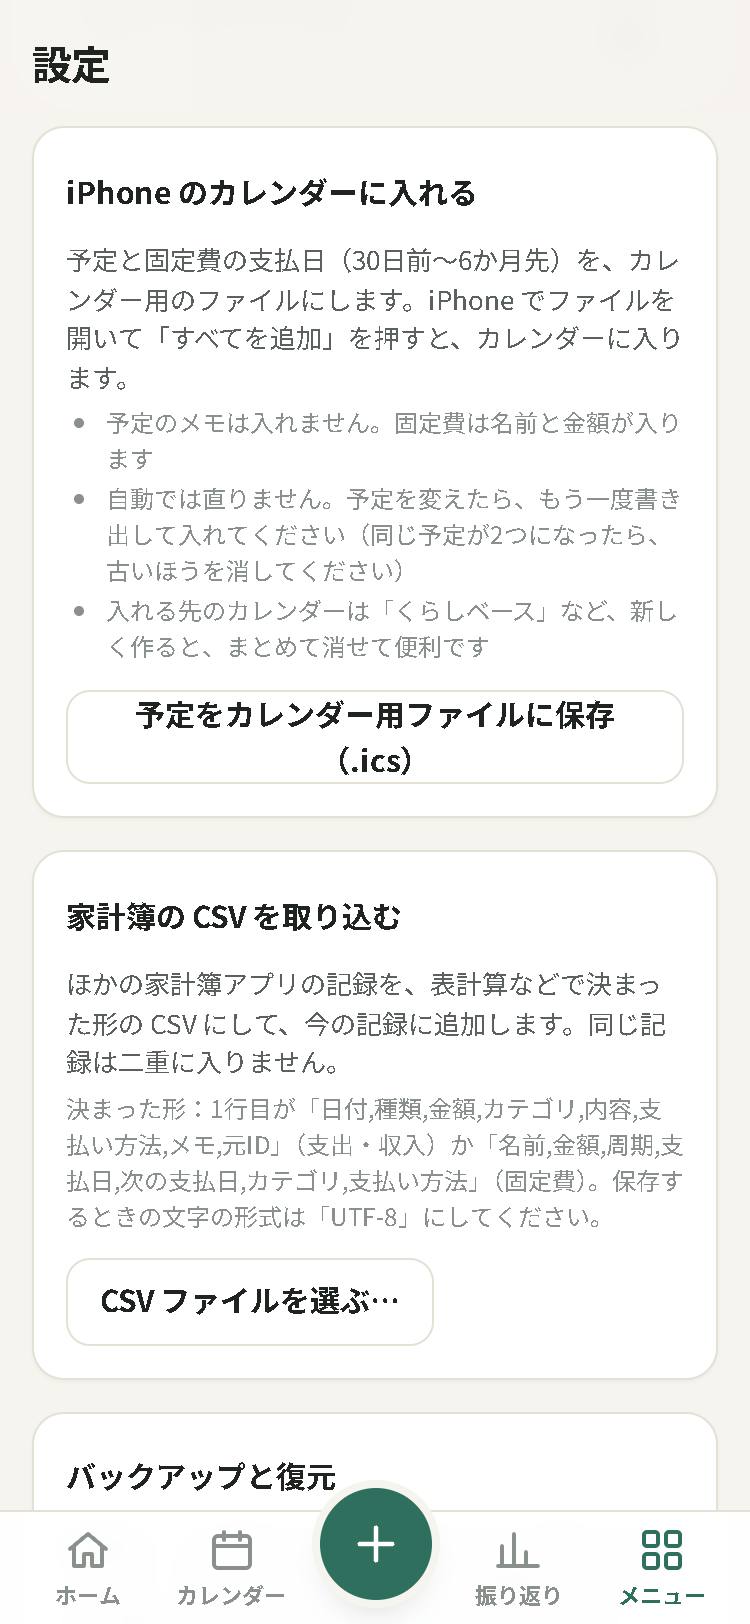 設定
iPhone のカレンダーに入れる
予定と固定費の支払日（30日前〜6か月先）を、カレ
ンダー用のファイルにします。iPhone でファイルを
開いて「すべてを追加」を押すと、カレンダーに入り
ます。
• 予定のメモは入れません。固定費は名前と金額が入り
ます
• 自動では直りません。予定を変えたら、もう一度書き
出して入れてください（同じ予定が2つになったら、
古いほうを消してください）
• 入れる先のカレンダーは「くらしベース」など、新し
く作ると、まとめて消せて便利です
予定をカレンダー用ファイルに保存
（.ics）
家計簿の CSV を取り込む
ほかの家計簿アプリの記録を、表計算などで決まっ
た形の CSV にして、今の記録に追加します。同じ記
録は二重に入りません。
決まった形：1行目が「日付,種類,金額,カテゴリ,内容,支
払い方法,メモ,元ID」（支出・収入）か「名前,金額,周期,支
払日,次の支払日,カテゴリ,支払い方法」（固定費）。保存す
るときの文字の形式は「UTF-8」にしてください。
CSV ファイルを選ぶ…
バックアップと復元
ホーム
カレンダー
振り返り
メニュー